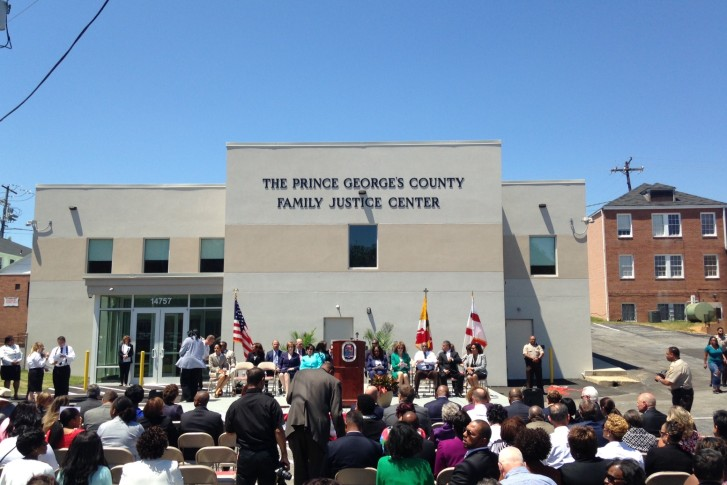 THE PRINCE GEORGE'S COUNTY
FAMILY JUSTICE CENTER
14757